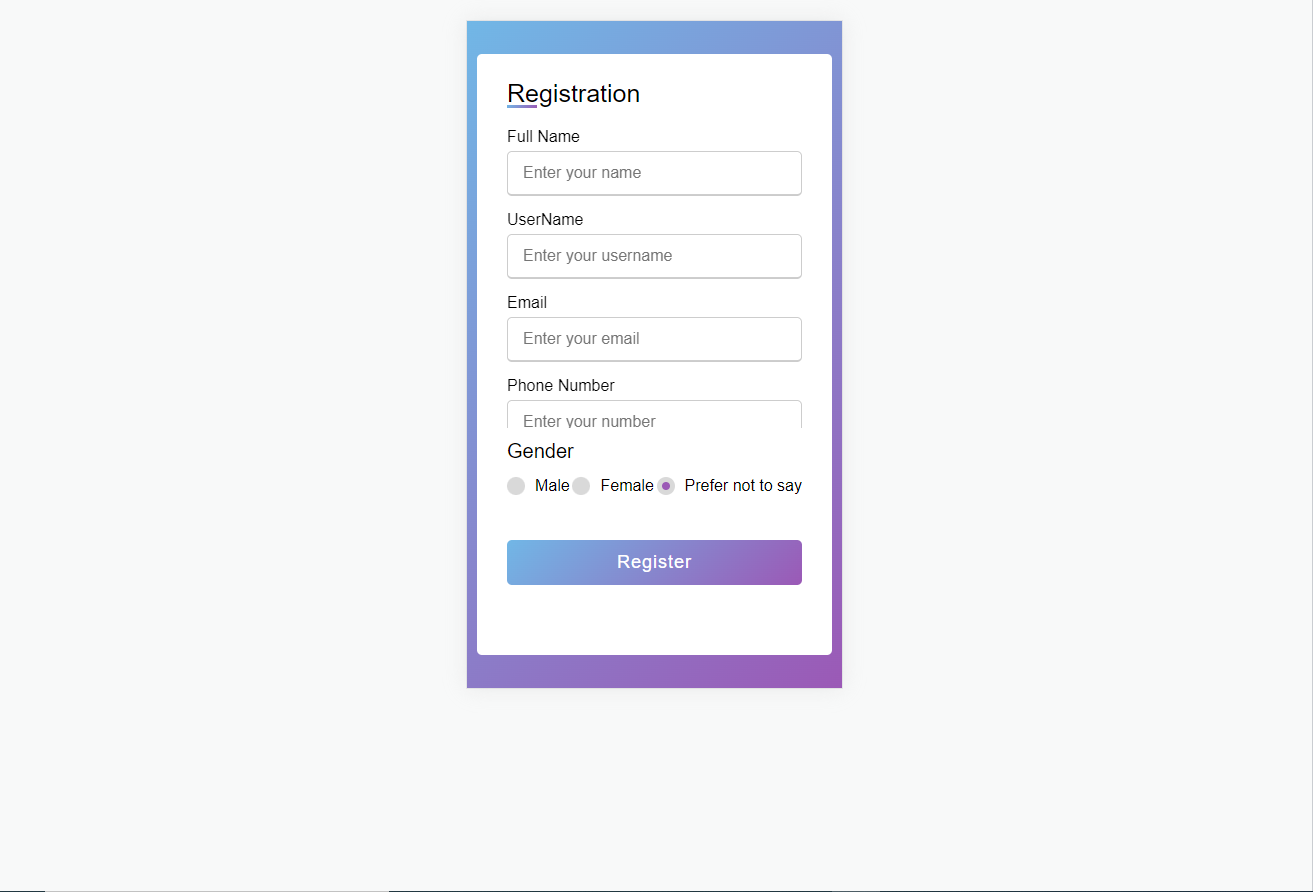 Registration
Full Name
Enter your name
UserName
Enter your username
Email
Enter your email
Phone Number
Enter your number
Gender
Male Female Prefer not to say
Register